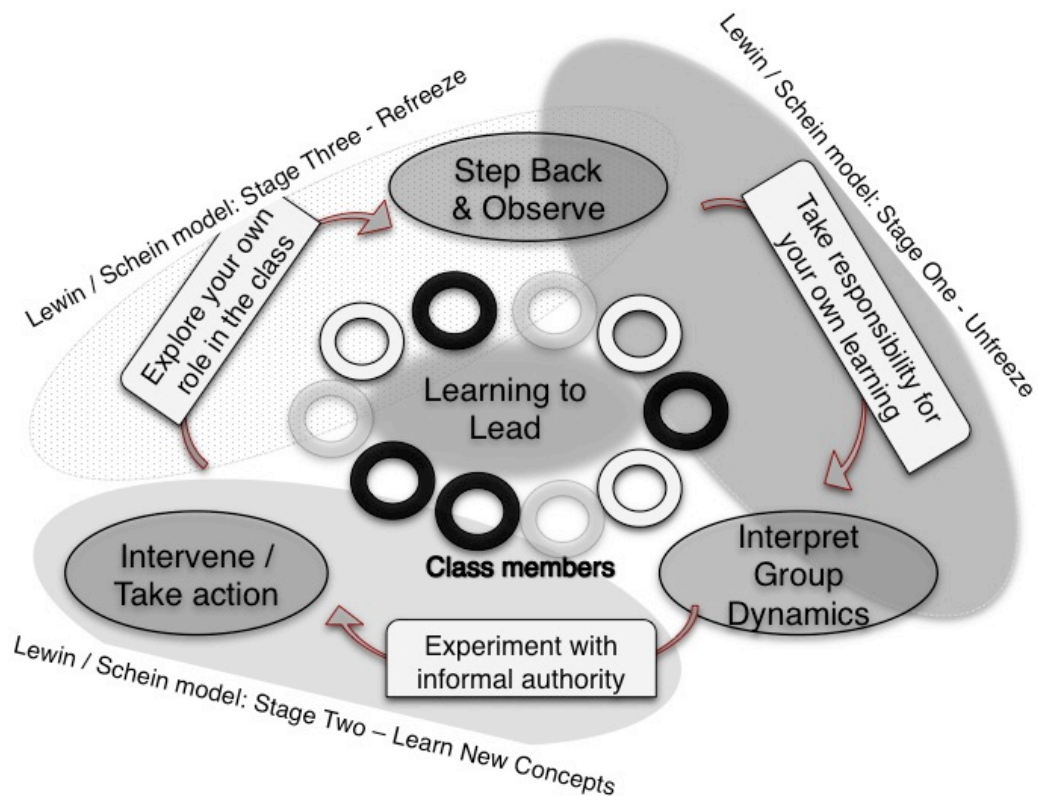 Lewin / Schein model: Stage Three - Refreeze
Lewin / Schein model: Stage One - Unfreeze
Step Back
& Observe
Explore your own
role in the class
Take responsibility for
your own learning
Learning to
Lead
Class members
Interpret
Group
Dynamics
Intervene /
Take action
Experiment with
informal authority
Lewin / Schein model: Stage Two – Learn New Concepts